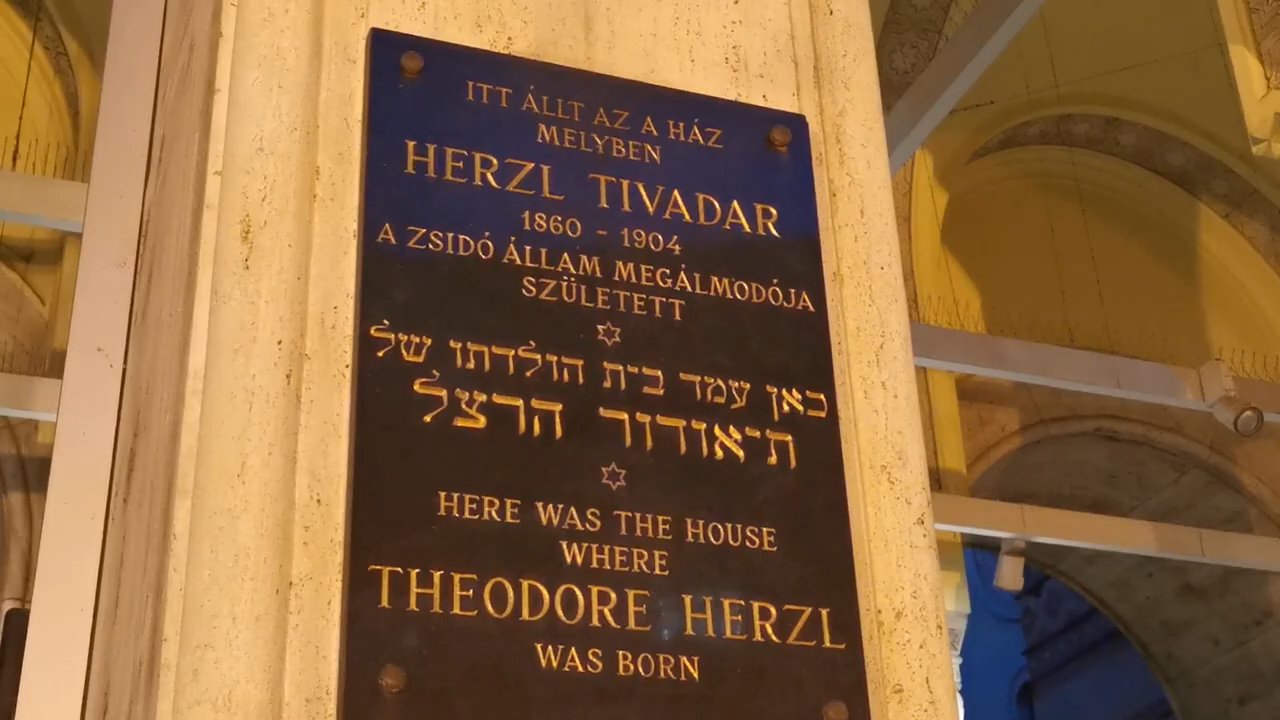 ITT ÁLLT AZ A HÁZ
MELYBEN
HERZL TIVADAR
1860 - 1904
A ZSIDÓ ÁLLAM MEGÁLMODÓJA
SZÜLETETT
כאן עמד בית הולדתו של
תיאודור הרצל
HERE WAS THE HOUSE
WHERE
THEODORE HERZL
WAS BORN